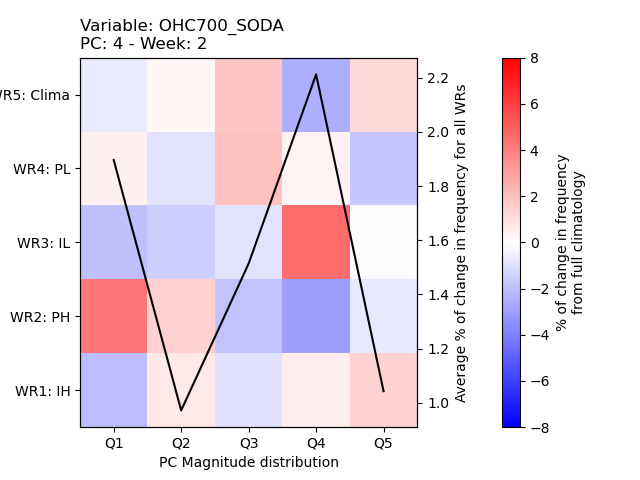 Variable: OHC700_SODA
PC: 4 - Week: 2
WR5: Clima
WR4: PL
WR3: IL
WR2: PH
WR1: IH
Q1 Q2 Q3 Q4 Q5
PC Magnitude distribution
2.2
2.0
1.8
1.6
1.4
1.2
1.0
Average % of change in frequency for all WRs
8
6
4
2
0
−2
−4
−6
−8
% of change in frequency
from full climatology